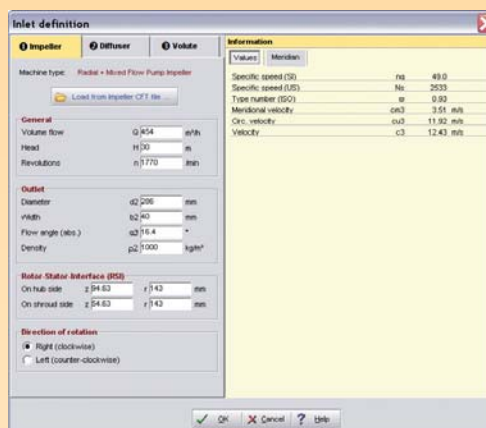 Inlet definition
1 Impeller 2 Diffuser 3 Volute
Machine type: Radial + Mixed Flow Pump Impeller
Load from Impeller CFT file ...
General
Volume flow Q 454 m³/h
Head H 30 m
Revolutions n 1770 /min
Outlet
Diameter d2 286 mm
Width b2 40 mm
Flow angle (abs.) α3 16.4 °
Density ρ2 1000 kg/m³
Rotor-Stator-Interface (RSI)
On hub side z 94.63 r 143 mm
On shroud side z 54.63 r 143 mm
Direction of rotation
Right (clockwise)
Left (counter-clockwise)
Information
Values Meridian
Specific speed (SI) nq 49.0
Specific speed (US) Ns 2533
Type number (ISO) ω 0.93
Meridional velocity cm3 3.51 m/s
Circ. velocity cu3 11.92 m/s
Velocity c3 12.43 m/s
OK Cancel ? Help